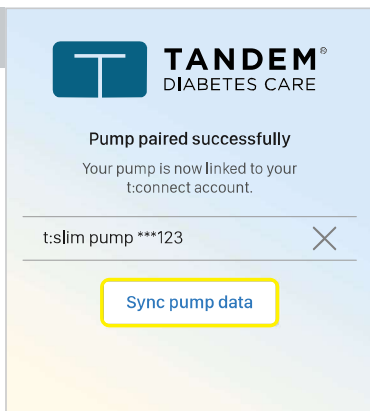 TANDEM®
DIABETES CARE
Pump paired successfully
Your pump is now linked to your
t:connect account.
t:slim pump ***123
Sync pump data